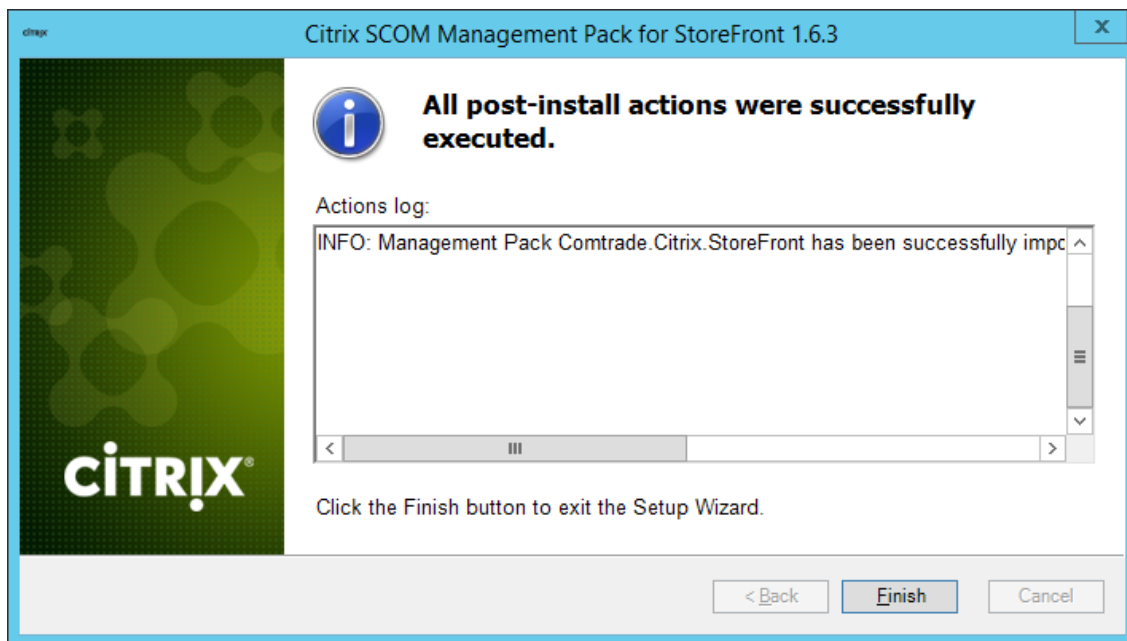 citrix
Citrix SCOM Management Pack for StoreFront 1.6.3
X
All post-install actions were successfully
executed.
Actions log:
INFO: Management Pack Comtrade.Citrix.StoreFront has been successfully impo
CİTRIX®
Click the Finish button to exit the Setup Wizard.
< Back
Finish
Cancel